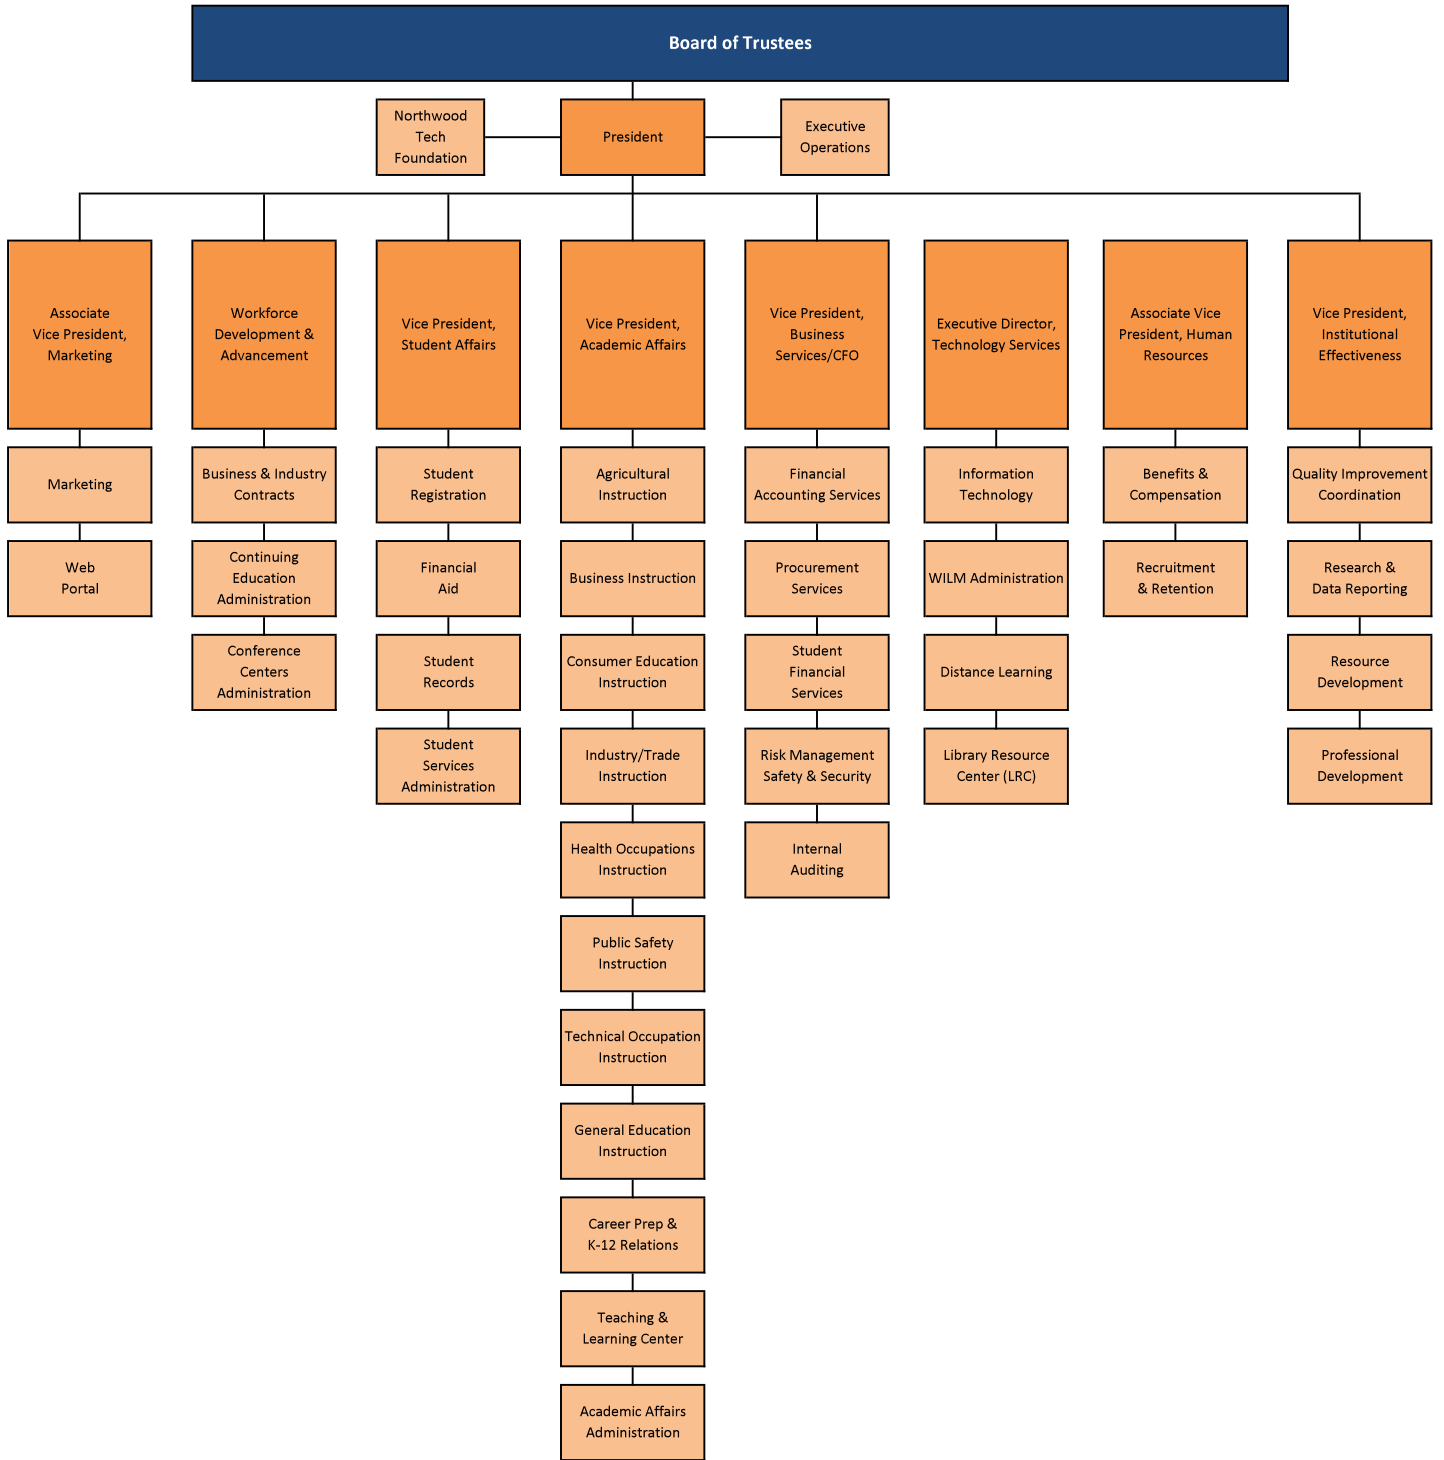 Board of Trustees
Northwood
Tech
Foundation
President
Executive
Operations
Associate
Vice President,
Marketing
Workforce
Development &
Advancement
Vice President,
Student Affairs
Vice President,
Academic Affairs
Vice President,
Business
Services/CFO
Executive Director,
Technology Services
Associate Vice
President, Human
Resources
Vice President,
Institutional
Effectiveness
Marketing
Business & Industry
Contracts
Student
Registration
Agricultural
Instruction
Financial
Accounting Services
Information
Technology
Benefits &
Compensation
Quality Improvement
Coordination
Web
Portal
Continuing
Education
Administration
Financial
Aid
Business Instruction
Procurement
Services
WILM Administration
Recruitment
& Retention
Research &
Data Reporting
Conference
Centers
Administration
Student
Records
Consumer Education
Instruction
Student
Financial
Services
Distance Learning
Resource
Development
Student
Services
Administration
Industry/Trade
Instruction
Risk Management
Safety & Security
Library Resource
Center (LRC)
Professional
Development
Health Occupations
Instruction
Internal
Auditing
Public Safety
Instruction
Technical Occupation
Instruction
General Education
Instruction
Career Prep &
K-12 Relations
Teaching &
Learning Center
Academic Affairs
Administration